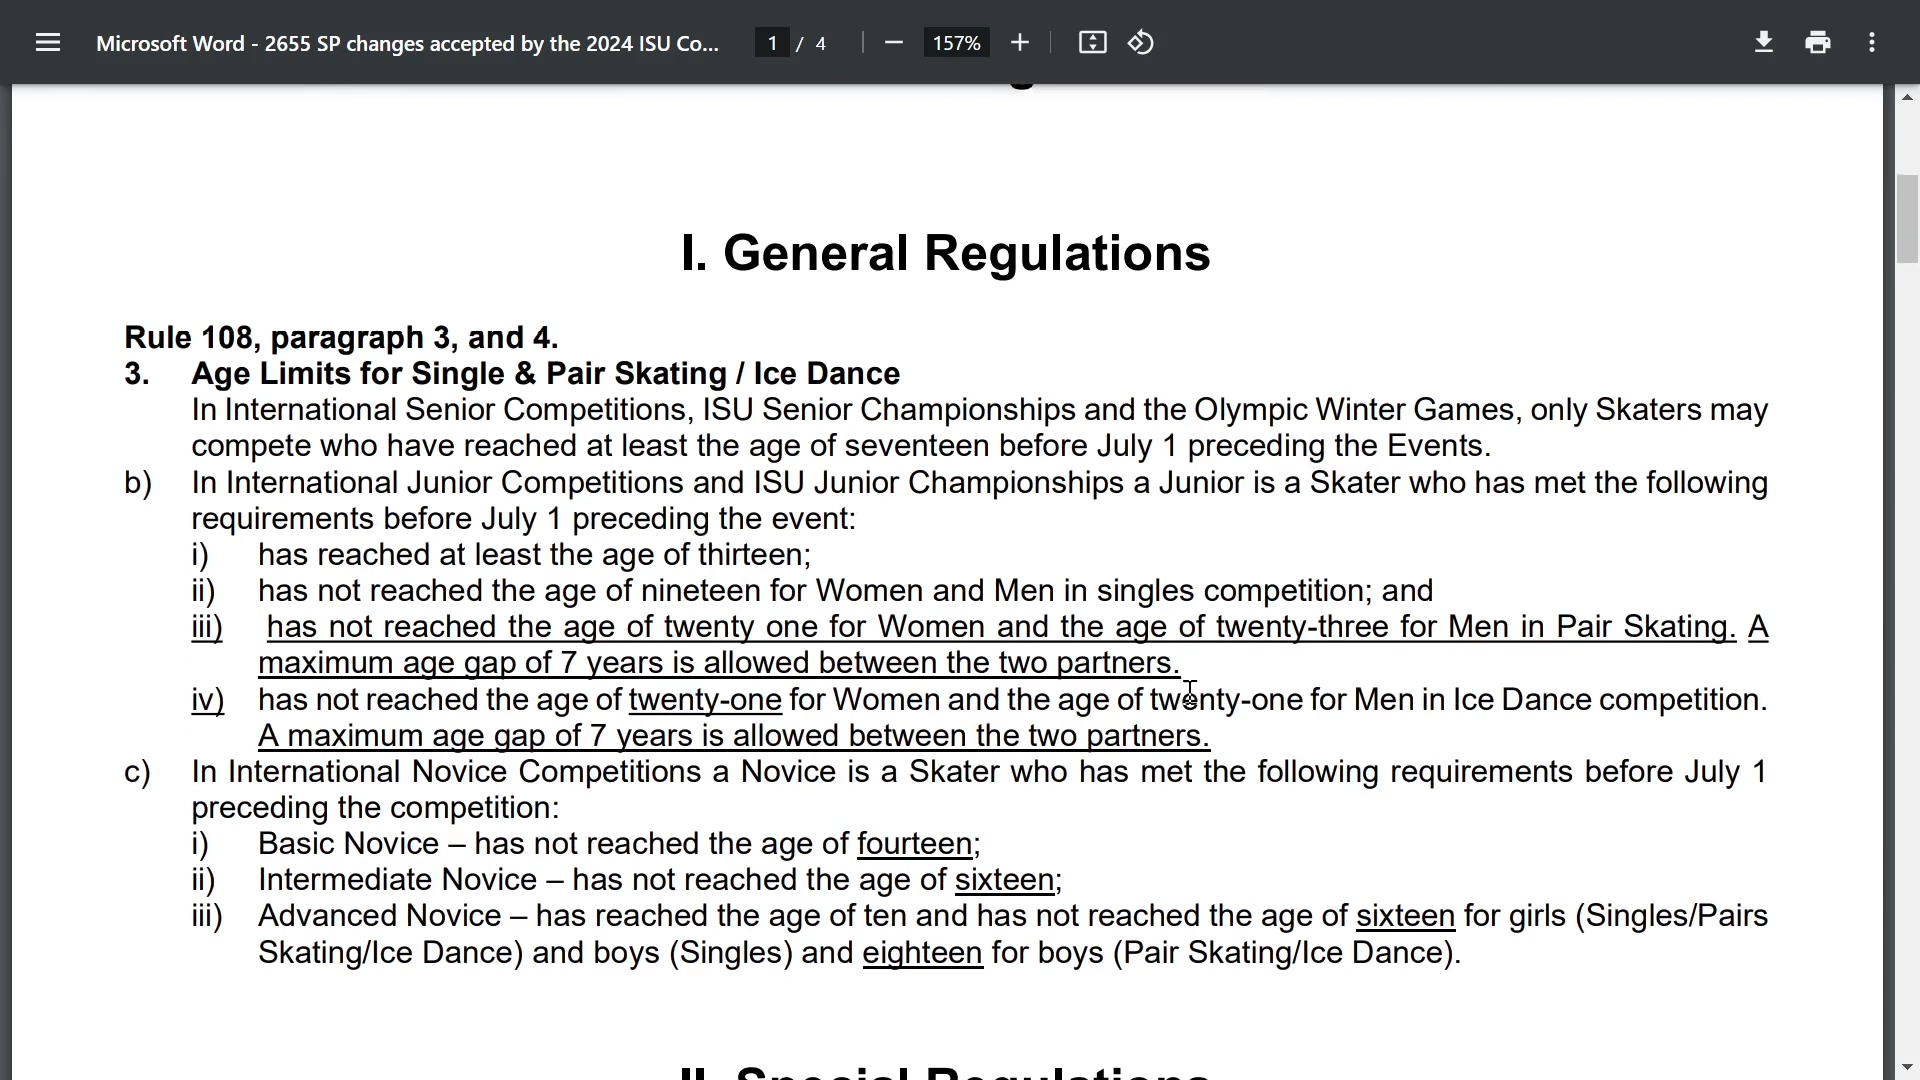 Microsoft Word - 2655 SP changes accepted by the 2024 ISU Co... 1 / 4 157%
I. General Regulations
Rule 108, paragraph 3, and 4.
3. Age Limits for Single & Pair Skating / Ice Dance
In International Senior Competitions, ISU Senior Championships and the Olympic Winter Games, only Skaters may
compete who have reached at least the age of seventeen before July 1 preceding the Events.
b) In International Junior Competitions and ISU Junior Championships a Junior is a Skater who has met the following
requirements before July 1 preceding the event:
i) has reached at least the age of thirteen;
ii) has not reached the age of nineteen for Women and Men in singles competition; and
iii) has not reached the age of twenty one for Women and the age of twenty-three for Men in Pair Skating. A
maximum age gap of 7 years is allowed between the two partners.
iv) has not reached the age of twenty-one for Women and the age of twenty-one for Men in Ice Dance competition.
A maximum age gap of 7 years is allowed between the two partners.
c) In International Novice Competitions a Novice is a Skater who has met the following requirements before July 1
preceding the competition:
i) Basic Novice – has not reached the age of fourteen;
ii) Intermediate Novice – has not reached the age of sixteen;
iii) Advanced Novice – has reached the age of ten and has not reached the age of sixteen for girls (Singles/Pairs
Skating/Ice Dance) and boys (Singles) and eighteen for boys (Pair Skating/Ice Dance).
II. Special Regulations